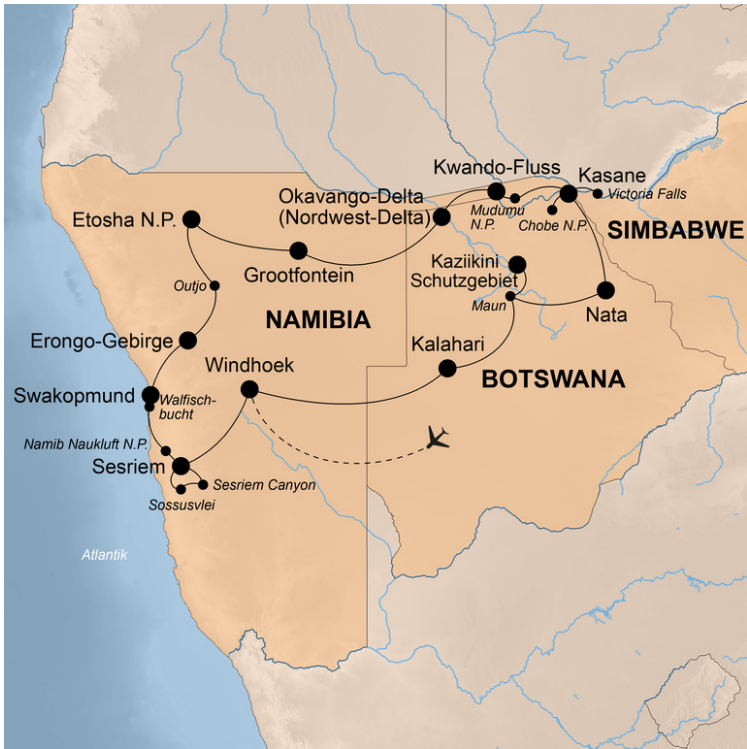 Kwando-Fluss
Kasane
Okavango-Delta
(Nordwest-Delta)
Mudumu
N.P.
Victoria Falls
Chobe N.P.
Etosha N.P.
SIMBABWE
Grootfontein
Kaziikini
Schutzgebiet
Outjo
Maun
Nata
NAMIBIA
Erongo-Gebirge
Kalahari
Windhoek
BOTSWANA
Swakopmund
Walfisch-
bucht
Namib Naukluft N.P.
Sesriem
Sesriem Canyon
Sossusvlei
Atlantik